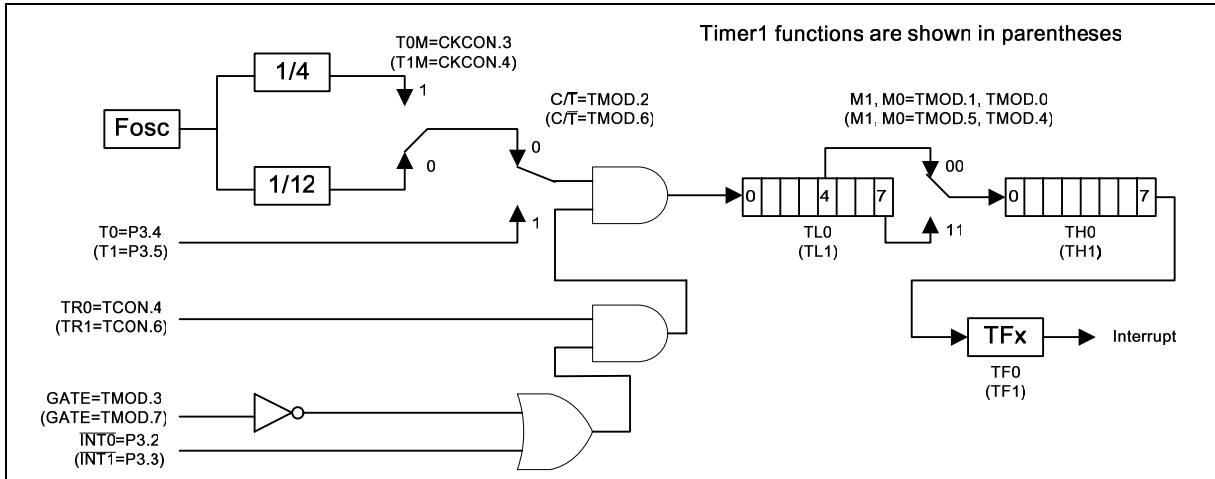 Timer1 functions are shown in parentheses
T0M=CKCON.3
(T1M=CKCON.4)
1/4
1
Fosc
C/T̅=TMOD.2
(C/T̅=TMOD.6)
M1, M0=TMOD.1, TMOD.0
(M1, M0=TMOD.5, TMOD.4)
0
0
1/12
00
0 4 7
0 7
T0=P3.4
(T1=P3.5)
1
11
TL0
(TL1)
TH0
(TH1)
TR0=TCON.4
(TR1=TCON.6)
TFx
Interrupt
TF0
(TF1)
GATE=TMOD.3
(GATE=TMOD.7)
I̅N̅T̅0̅=P3.2
(I̅N̅T̅1̅=P3.3)